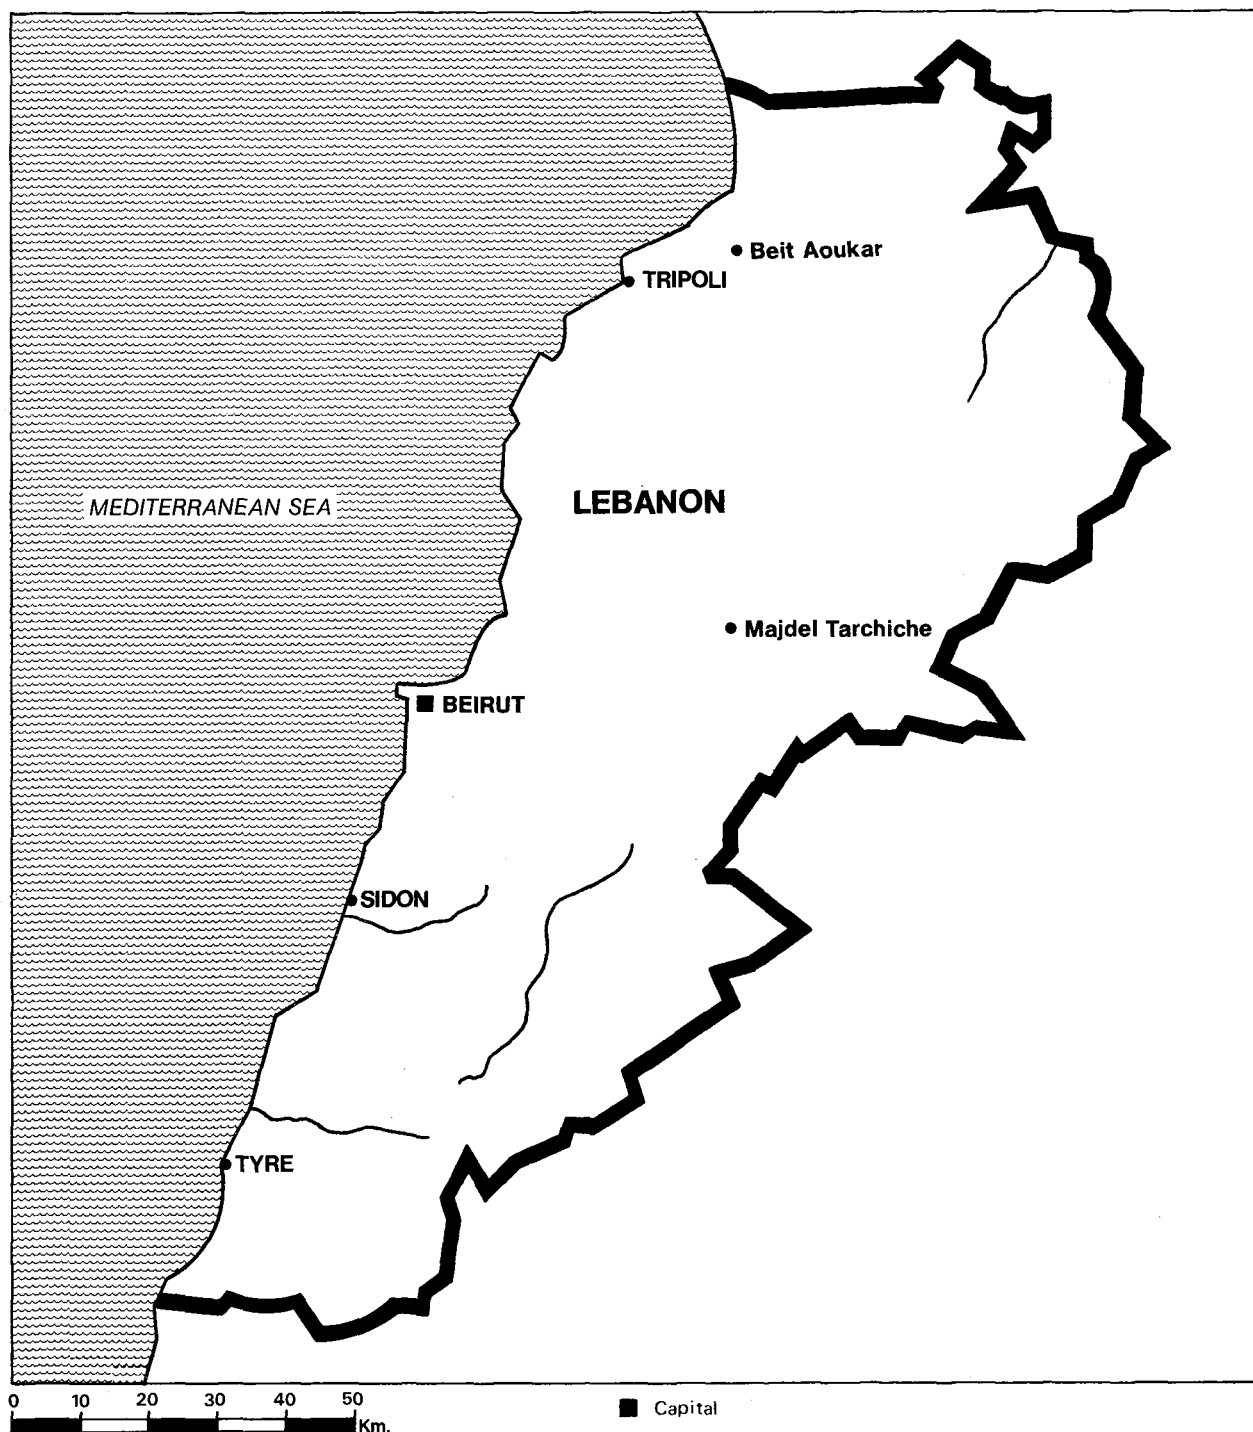 Beit Aoukar
TRIPOLI
MEDITERRANEAN SEA
LEBANON
Majdel Tarchiche
BEIRUT
SIDON
TYRE
0 10 20 30 40 50
Km.
Capital